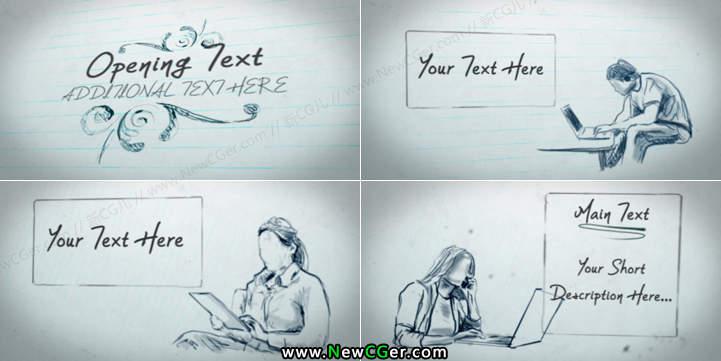 Opening Text
ADDITIONAL TEXT HERE
Your Text Here
Your Text Here
Main Text
Your Short
Description Here...
www.NewCGer.com